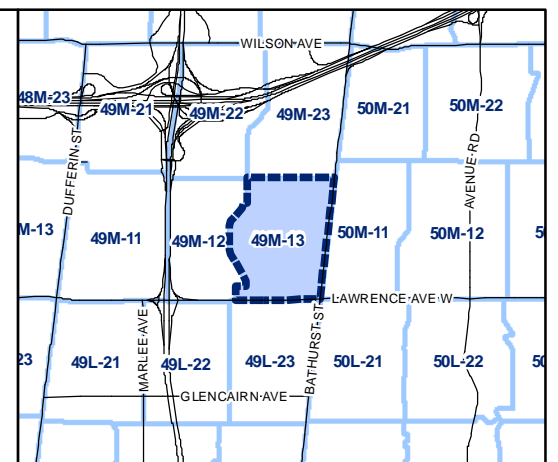 WILSON AVE
48M-23
49M-21
49M-22
49M-23
50M-21
50M-22
DUFFERIN ST
AVENUE RD
M-13
49M-11
49M-12
49M-13
50M-11
50M-12
5
LAWRENCE AVE W
MARLEE AVE
BATHURST ST
23
49L-21
49L-22
49L-23
50L-21
50L-22
50
GLENCAIRN AVE